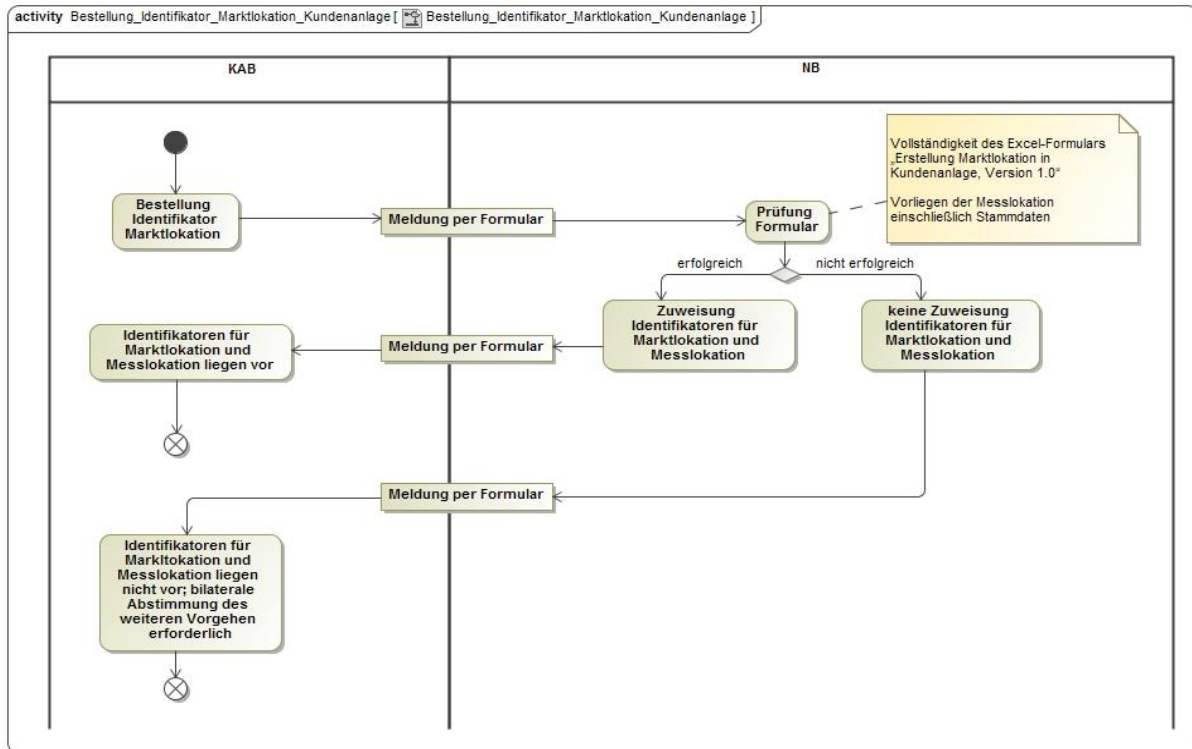 activity Bestellung_Identifikator_Marktlokation_Kundenanlage [ Bestellung_Identifikator_Marktlokation_Kundenanlage ]
KAB
NB
Vollständigkeit des Excel-Formulars
„Erstellung Marktlokation in
Kundenanlage, Version 1.0“
Vorliegen der Messlokation
einschließlich Stammdaten
Bestellung
Identifikator
Marktlokation
Meldung per Formular
Prüfung
Formular
erfolgreich
nicht erfolgreich
Zuweisung
Identifikatoren für
Marktlokation und
Messlokation
keine Zuweisung
Identifikatoren für
Marktlokation und
Messlokation
Meldung per Formular
Identifikatoren für
Marktlokation und
Messlokation liegen vor
Meldung per Formular
Identifikatoren für
Markltokation und
Messlokation liegen
nicht vor; bilaterale
Abstimmung des
weiteren Vorgehen
erforderlich